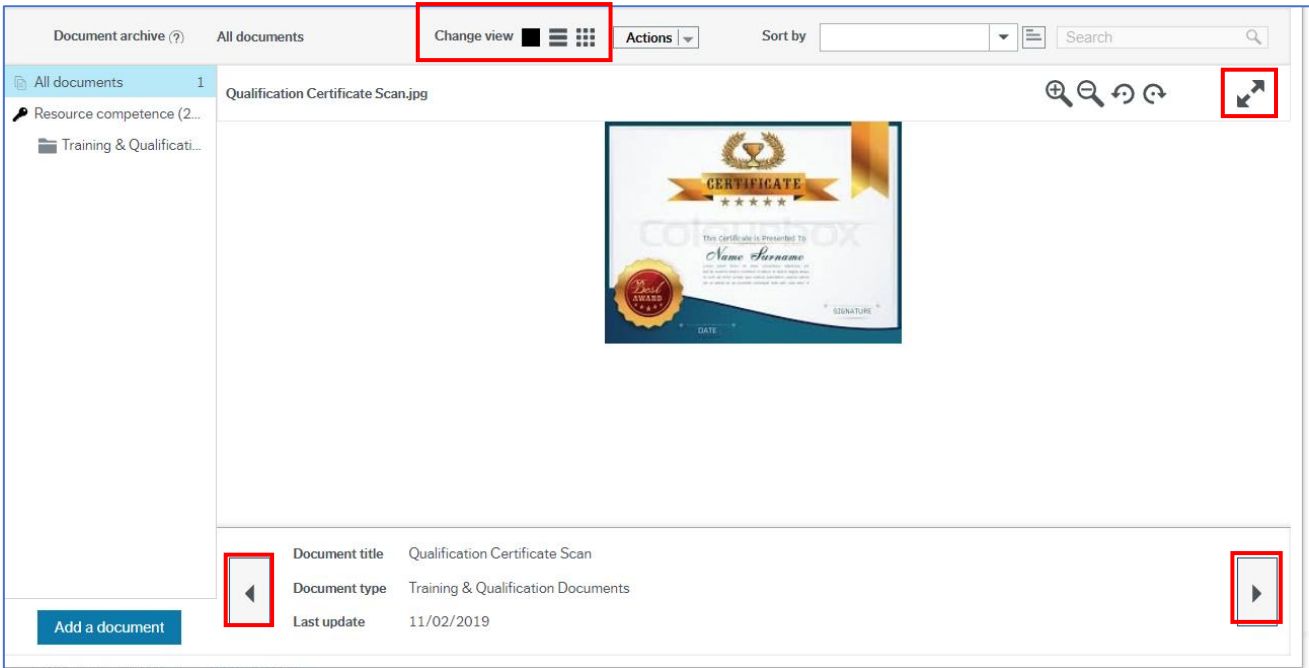 Document archive (?)
All documents
Change view
Actions
Sort by
Search
All documents 1
Resource competence (2...
Training & Qualificati...
Qualification Certificate Scan.jpg
CERTIFICATE
Colourbox
This Certificate is Presented To
Name Surname
Best
AWARD
SIGNATURE
DATE
Document title Qualification Certificate Scan
Document type Training & Qualification Documents
Last update 11/02/2019
Add a document